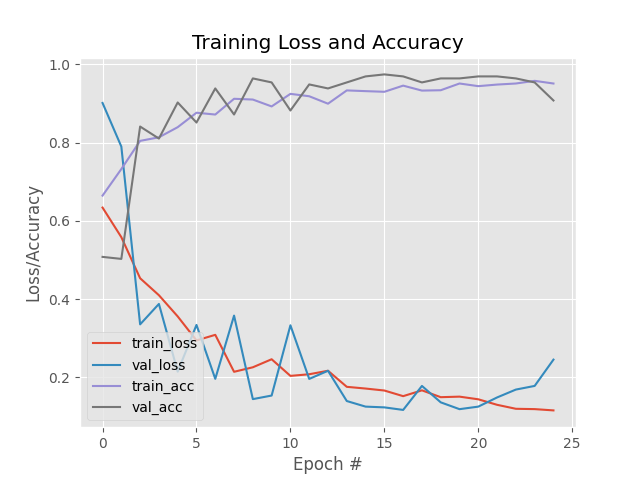 Training Loss and Accuracy
1.0
0.8
0.6
0.4
0.2
Loss/Accuracy
train_loss
val_loss
train_acc
val_acc
0
5
10
15
20
25
Epoch #